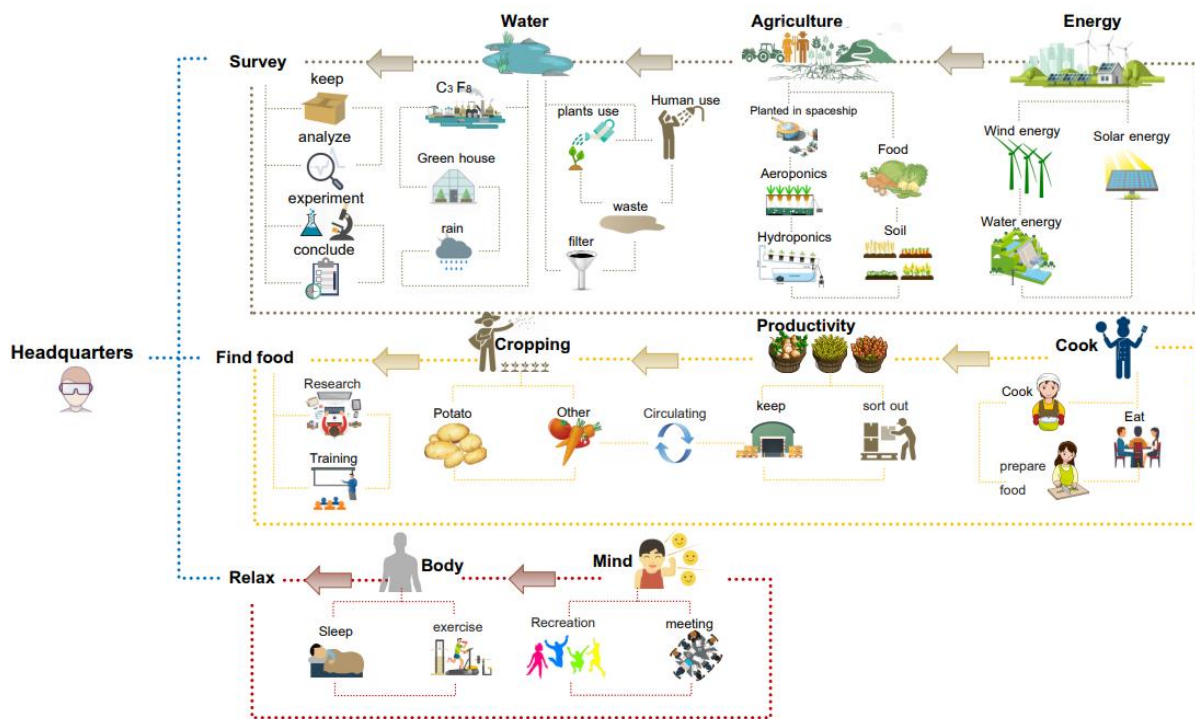 Water
Agriculture
Energy
Survey
keep
C₃ F₈
plants use
Human use
Planted in spaceship
Wind energy
Solar energy
analyze
Food
Green house
Aeroponics
experiment
waste
rain
filter
Hydroponics
Soil
Water energy
conclude
Headquarters
Find food
Cropping
Productivity
Cook
Research
Potato
Other
Circulating
keep
sort out
Cook
Eat
Training
prepare
food
Relax
Body
Mind
Sleep
exercise
Recreation
meeting